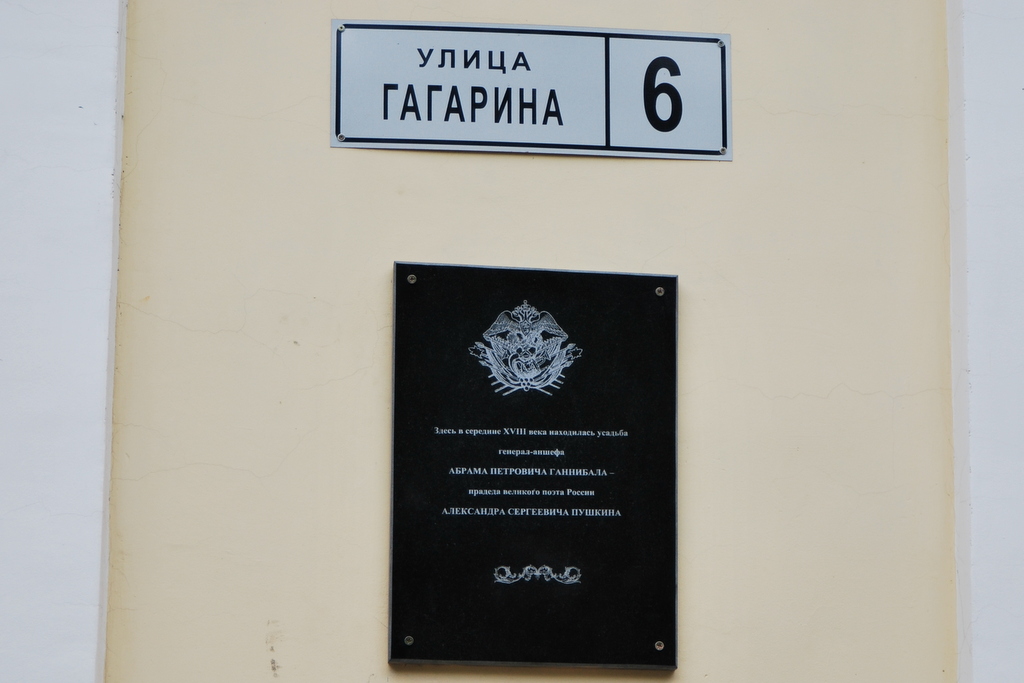 УЛИЦА
ГАГАРИНА
6
Здесь в середине XVIII века находилась усадьба
генерал-аншефа
АБРАМА ПЕТРОВИЧА ГАННИБАЛА –
прадеда великого поэта России
АЛЕКСАНДРА СЕРГЕЕВИЧА ПУШКИНА